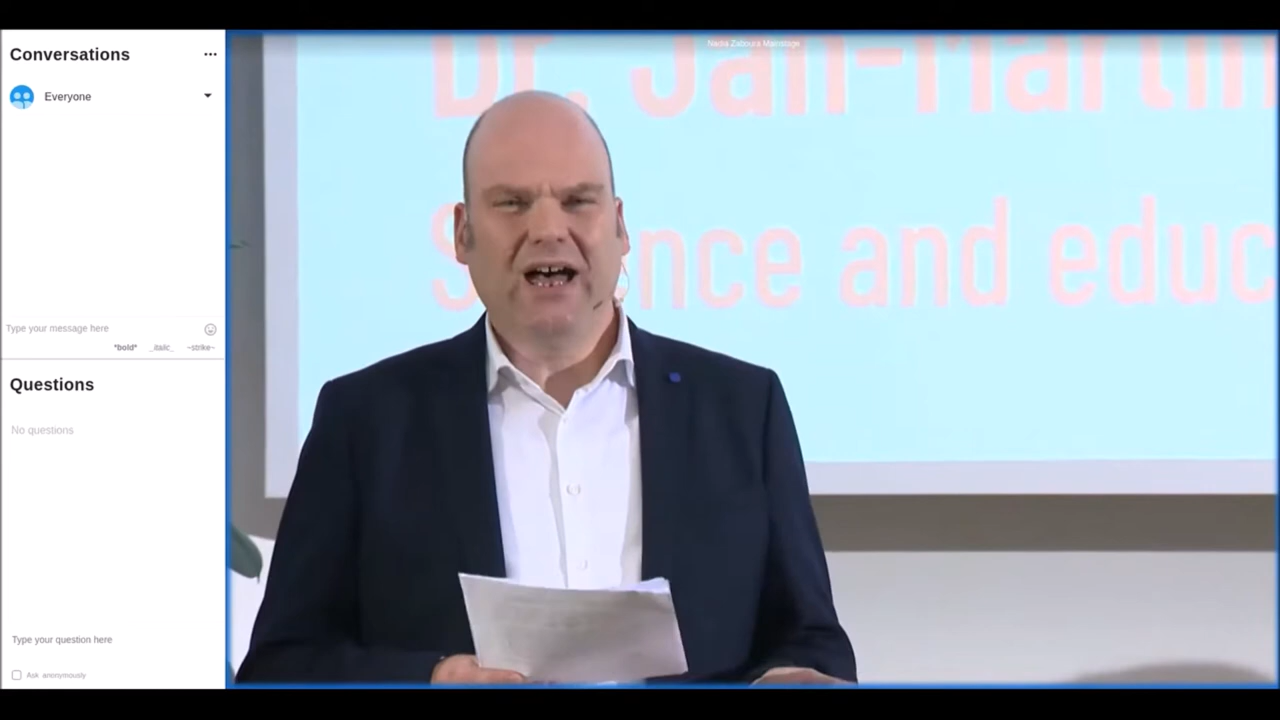 Conversations
Everyone
Type your message here
*bold* _italic_ ~strike~
Questions
No questions
Type your question here
Ask anonymously
Nadia Zaboura Mainstage
Dr. Jan-Martin
S nce and educ